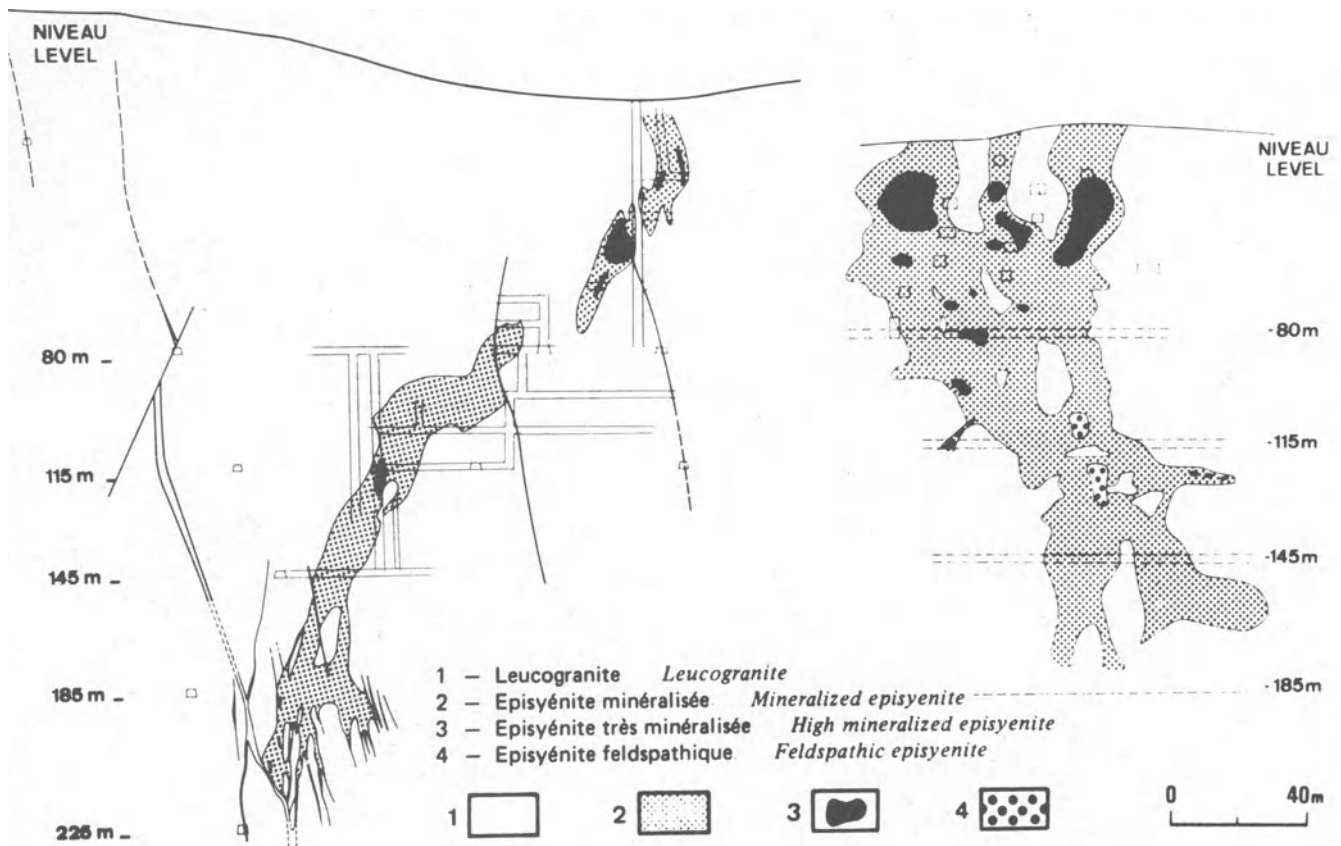 NIVEAU
LEVEL
80 m
115 m
145 m
185 m
225 m
NIVEAU
LEVEL
-80m
-115m
-145m
-185m
1 – Leucogranite Leucogranite
2 – Episyénite minéralisée Mineralized episyenite
3 – Episyénite très minéralisée High mineralized episyenite
4 – Episyénite feldspathique Feldspathic episyenite
1 2 3 4
0 40m